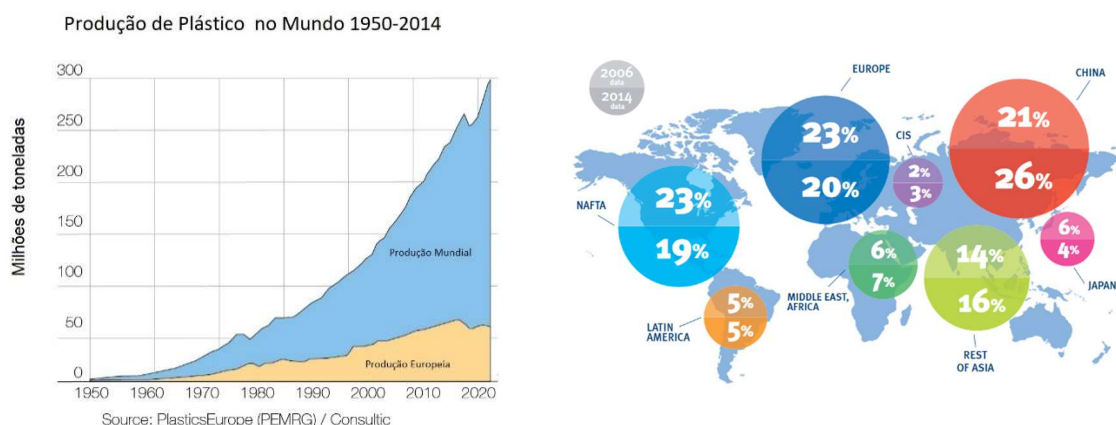 Produção de Plástico no Mundo 1950-2014
Milhões de toneladas
300
250
200
150
100
50
0
Produção Mundial
Produção Europeia
1950 1960 1970 1980 1990 2000 2010 2020
Source: PlasticsEurope (PEMRG) / Consultic
2006
data
2014
data
EUROPE
23%
20%
CIS
2%
3%
CHINA
21%
26%
NAFTA
23%
19%
MIDDLE EAST,
AFRICA
6%
7%
14%
16%
REST
OF ASIA
6%
4%
JAPAN
LATIN
AMERICA
5%
5%